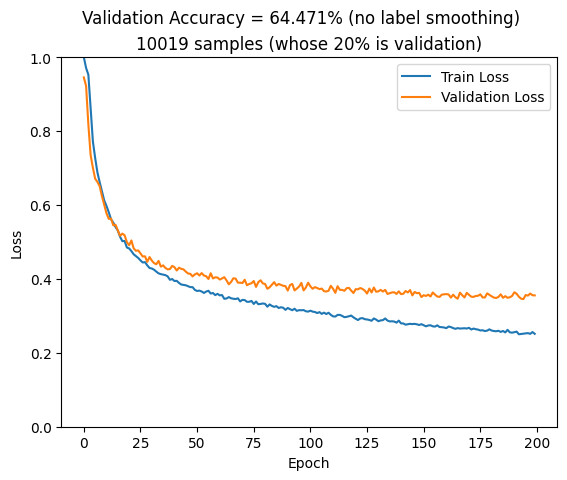 Validation Accuracy = 64.471% (no label smoothing)
10019 samples (whose 20% is validation)
1.0
0.8
0.6
0.4
0.2
0.0
Loss
Train Loss
Validation Loss
0 25 50 75 100 125 150 175 200
Epoch